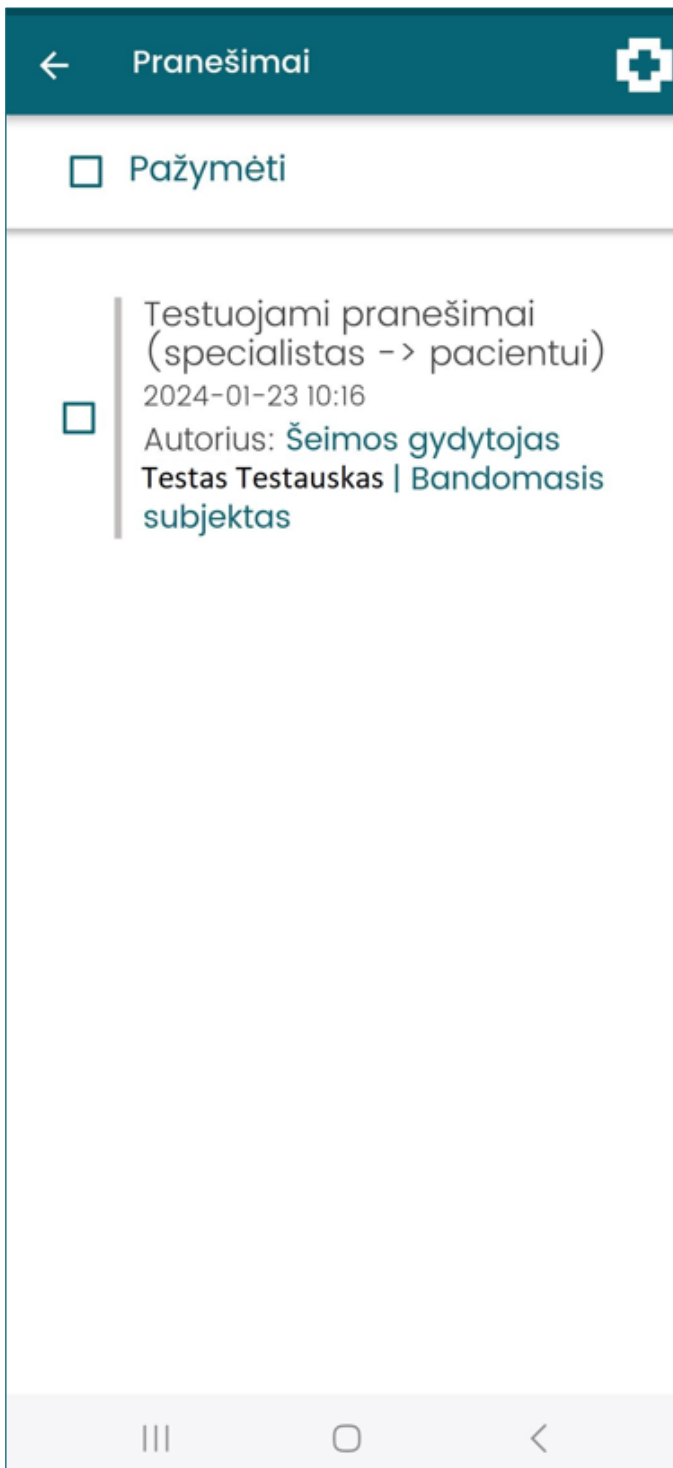 Pranešimai
Pažymėti
Testuojami pranešimai
(specialistas -> pacientui)
2024-01-23 10:16
Autorius: Šeimos gydytojas
Testas Testauskas | Bandomasis
subjektas